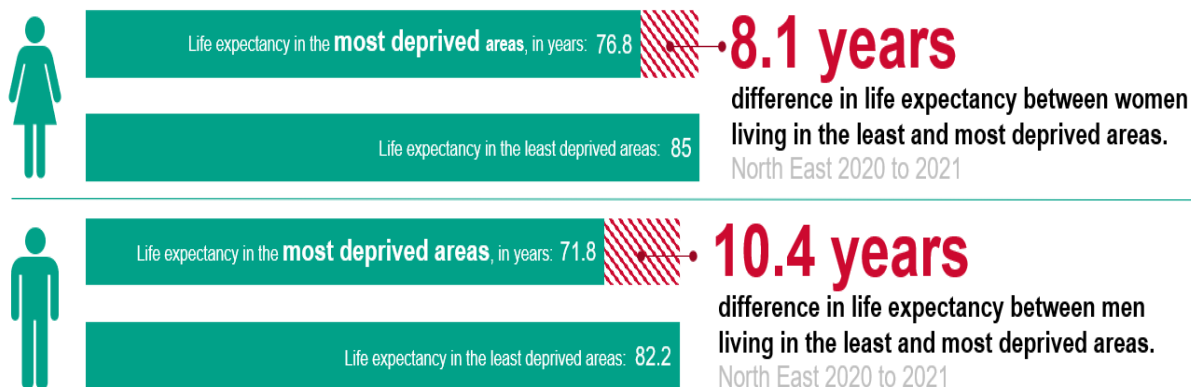 Life expectancy in the most deprived areas, in years: 76.8
8.1 years
difference in life expectancy between women
living in the least and most deprived areas.
North East 2020 to 2021
Life expectancy in the least deprived areas: 85
Life expectancy in the most deprived areas, in years: 71.8
10.4 years
difference in life expectancy between men
living in the least and most deprived areas.
North East 2020 to 2021
Life expectancy in the least deprived areas: 82.2